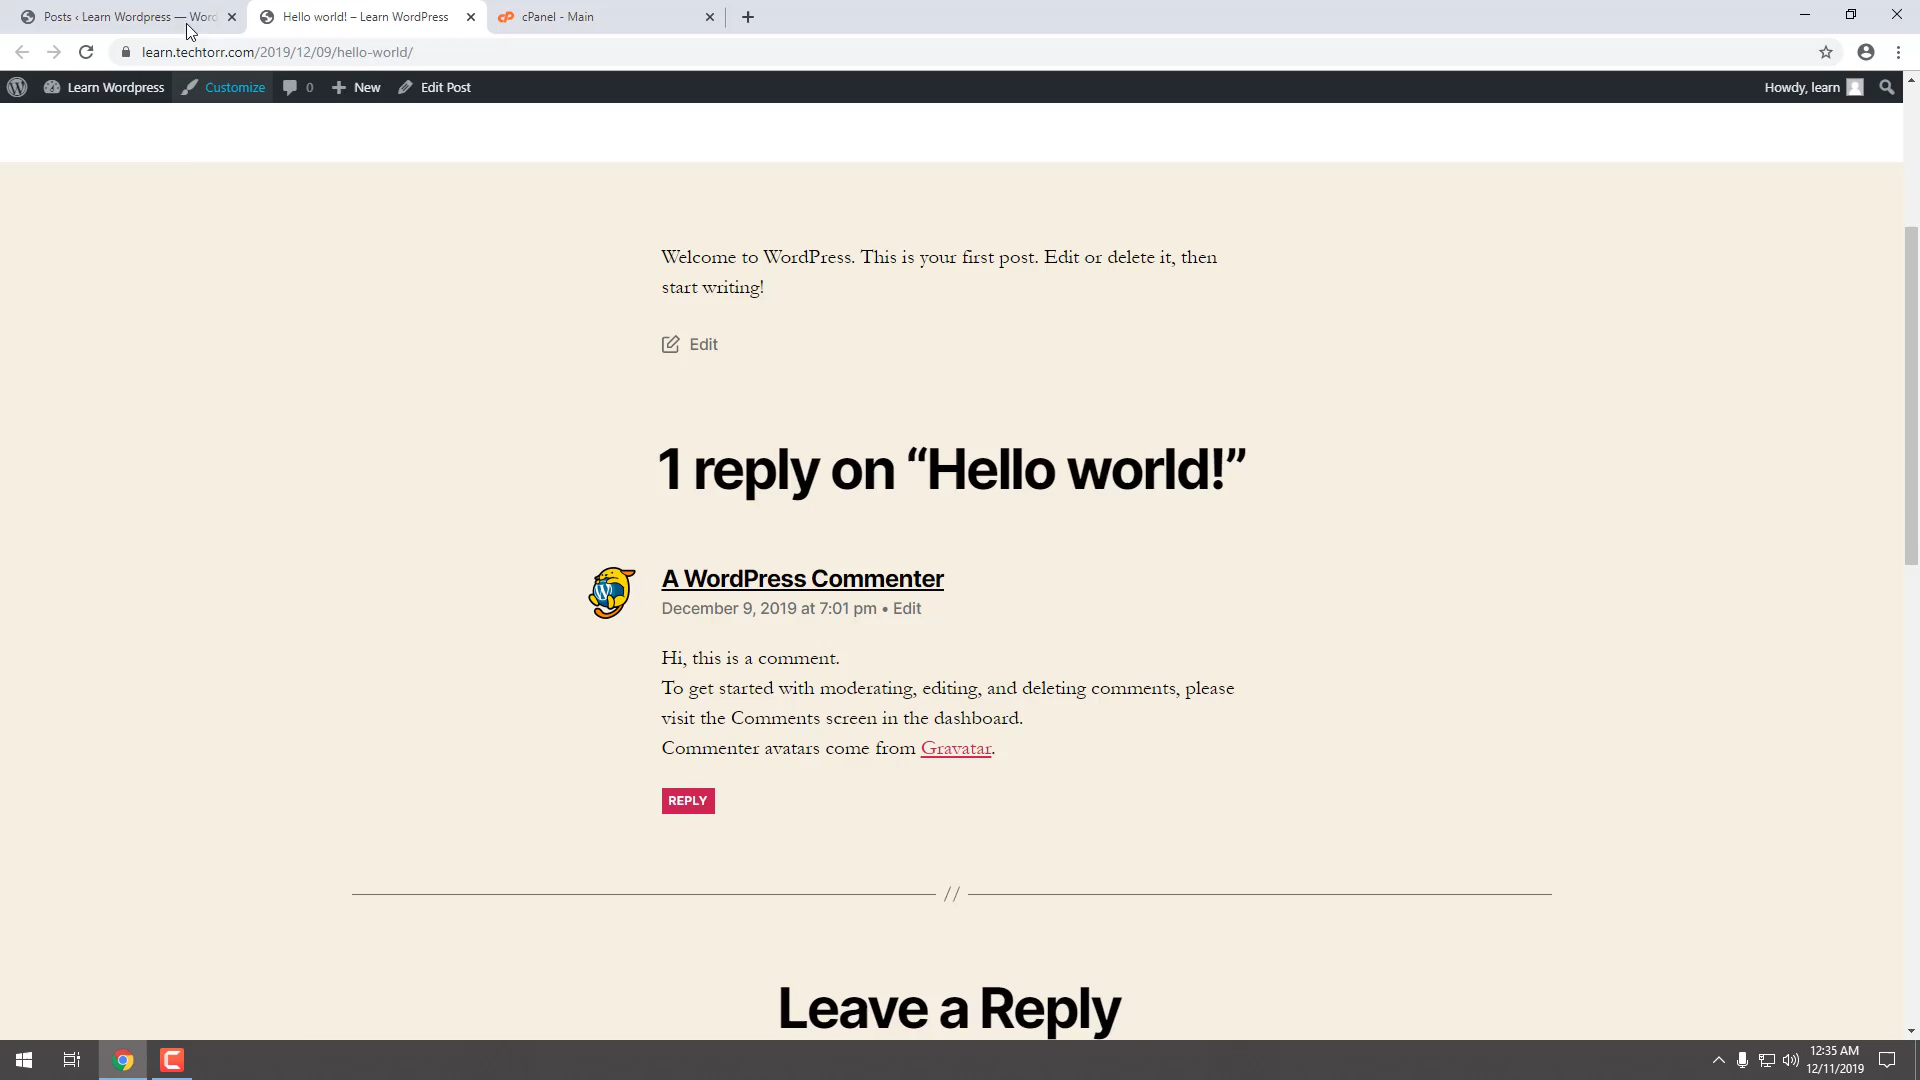 Posts ‹ Learn Wordpress — Word
Hello world! – Learn WordPress
cPanel - Main
learn.techtorr.com/2019/12/09/hello-world/
Learn Wordpress
Customize
0
New
Edit Post
Howdy, learn
Welcome to WordPress. This is your first post. Edit or delete it, then
start writing!
Edit
1 reply on “Hello world!”
A WordPress Commenter
December 9, 2019 at 7:01 pm • Edit
Hi, this is a comment.
To get started with moderating, editing, and deleting comments, please
visit the Comments screen in the dashboard.
Commenter avatars come from Gravatar.
REPLY
//
Leave a Reply
12:35 AM
12/11/2019